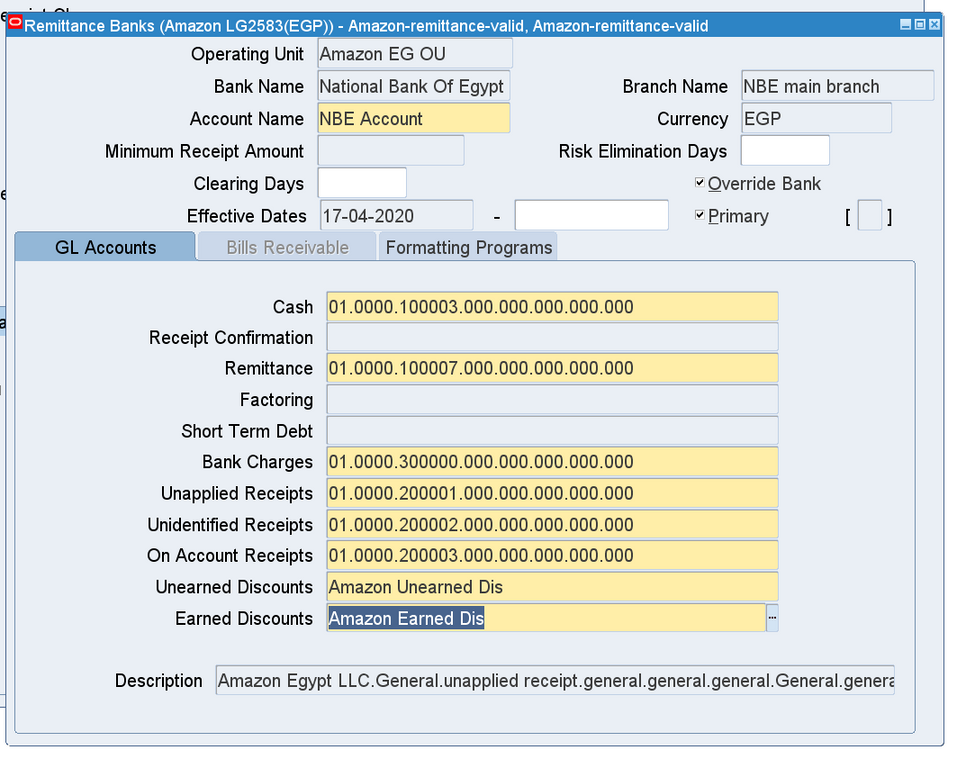 Remittance Banks (Amazon LG2583(EGP)) - Amazon-remittance-valid, Amazon-remittance-valid
Operating Unit Amazon EG OU
Bank Name National Bank Of Egypt Branch Name NBE main branch
Account Name NBE Account Currency EGP
Minimum Receipt Amount Risk Elimination Days
Clearing Days Override Bank
Effective Dates 17-04-2020 - Primary [ ]
GL Accounts Bills Receivable Formatting Programs
Cash 01.0000.100003.000.000.000.000.000
Receipt Confirmation
Remittance 01.0000.100007.000.000.000.000.000
Factoring
Short Term Debt
Bank Charges 01.0000.300000.000.000.000.000.000
Unapplied Receipts 01.0000.200001.000.000.000.000.000
Unidentified Receipts 01.0000.200002.000.000.000.000.000
On Account Receipts 01.0000.200003.000.000.000.000.000
Unearned Discounts Amazon Unearned Dis
Earned Discounts Amazon Earned Dis ...
Description Amazon Egypt LLC.General.unapplied receipt.general.general.general.General.genera